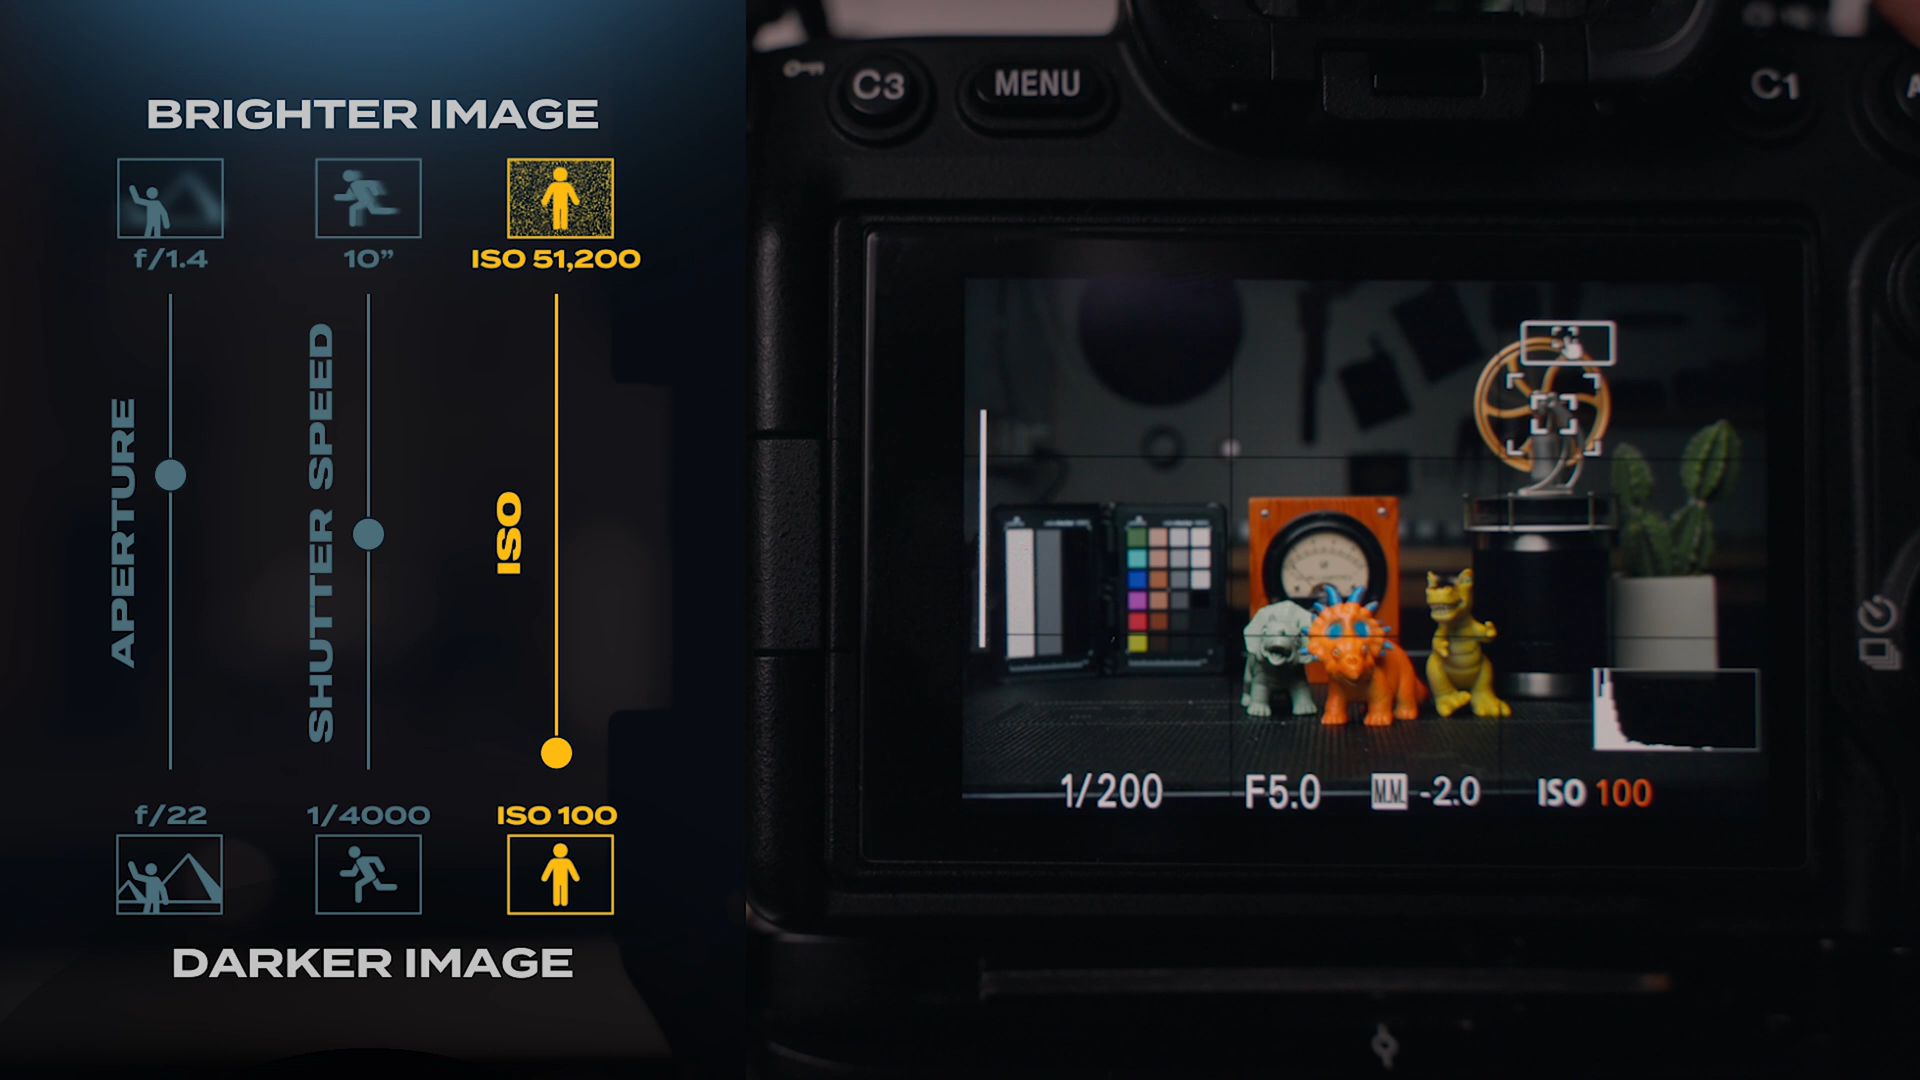 BRIGHTER IMAGE
f/1.4
10”
ISO 51,200
APERTURE
SHUTTER SPEED
ISO
f/22
1/4000
ISO 100
DARKER IMAGE
C3
MENU
C1
1/200
F5.0
M.M.
-2.0
ISO 100